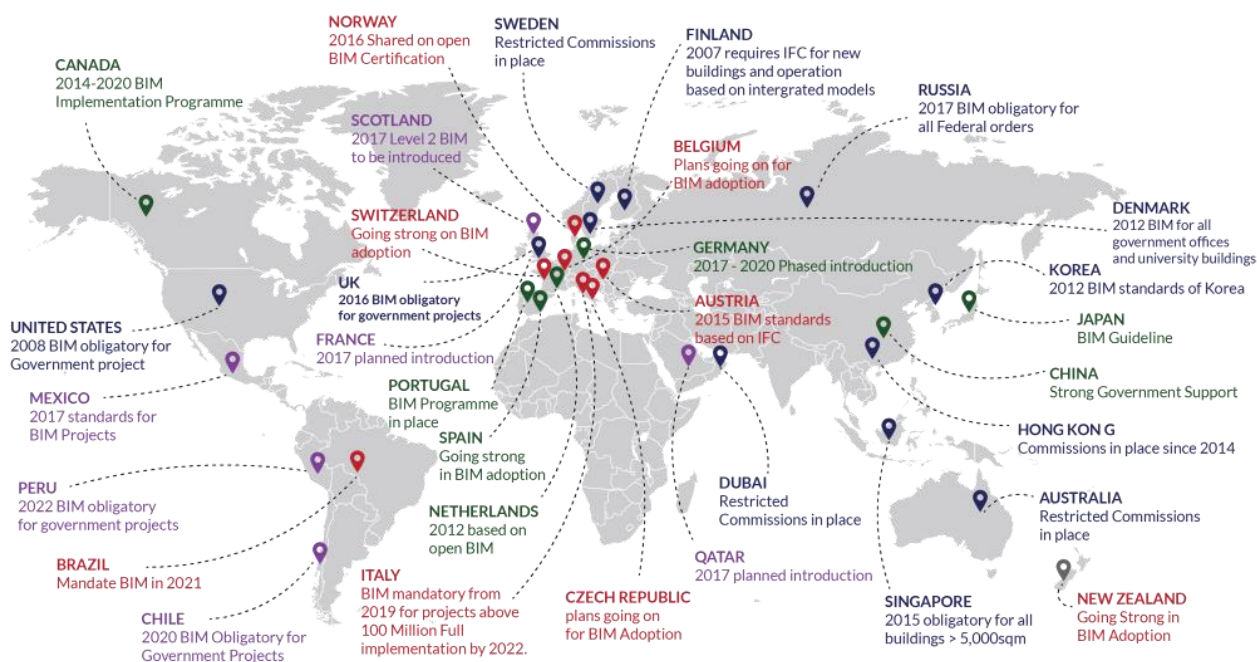 NORWAY
2016 Shared on open
BIM Certification
SWEDEN
Restricted Commissions
in place
FINLAND
2007 requires IFC for new
buildings and operation
based on intergrated models
CANADA
2014-2020 BIM
Implementation Programme
RUSSIA
2017 BIM obligatory for
all Federal orders
SCOTLAND
2017 Level 2 BIM
to be introduced
BELGIUM
Plans going on for
BIM adoption
SWITZERLAND
Going strong on BIM
adoption
DENMARK
2012 BIM for all
government offices
and university buildings
GERMANY
2017 - 2020 Phased introduction
KOREA
2012 BIM standards of Korea
UK
2016 BIM obligatory
for government projects
AUSTRIA
2015 BIM standards
based on IFC
JAPAN
BIM Guideline
UNITED STATES
2008 BIM obligatory for
Government project
FRANCE
2017 planned introduction
CHINA
Strong Government Support
PORTUGAL
BIM Programme
in place
MEXICO
2017 standards for
BIM Projects
HONG KON G
Commissions in place since 2014
SPAIN
Going strong
in BIM adoption
PERU
2022 BIM obligatory
for government projects
DUBAI
Restricted
Commissions in place
AUSTRALIA
Restricted Commissions
in place
NETHERLANDS
2012 based on
open BIM
BRAZIL
Mandate BIM in 2021
QATAR
2017 planned introduction
ITALY
BIM mandatory from
2019 for projects above
100 Million Full
implementation by 2022.
CZECH REPUBLIC
plans going on
for BIM Adoption
SINGAPORE
2015 obligatory for all
buildings > 5,000sqm
NEW ZEALAND
Going Strong in
BIM Adoption
CHILE
2020 BIM Obligatory for
Government Projects